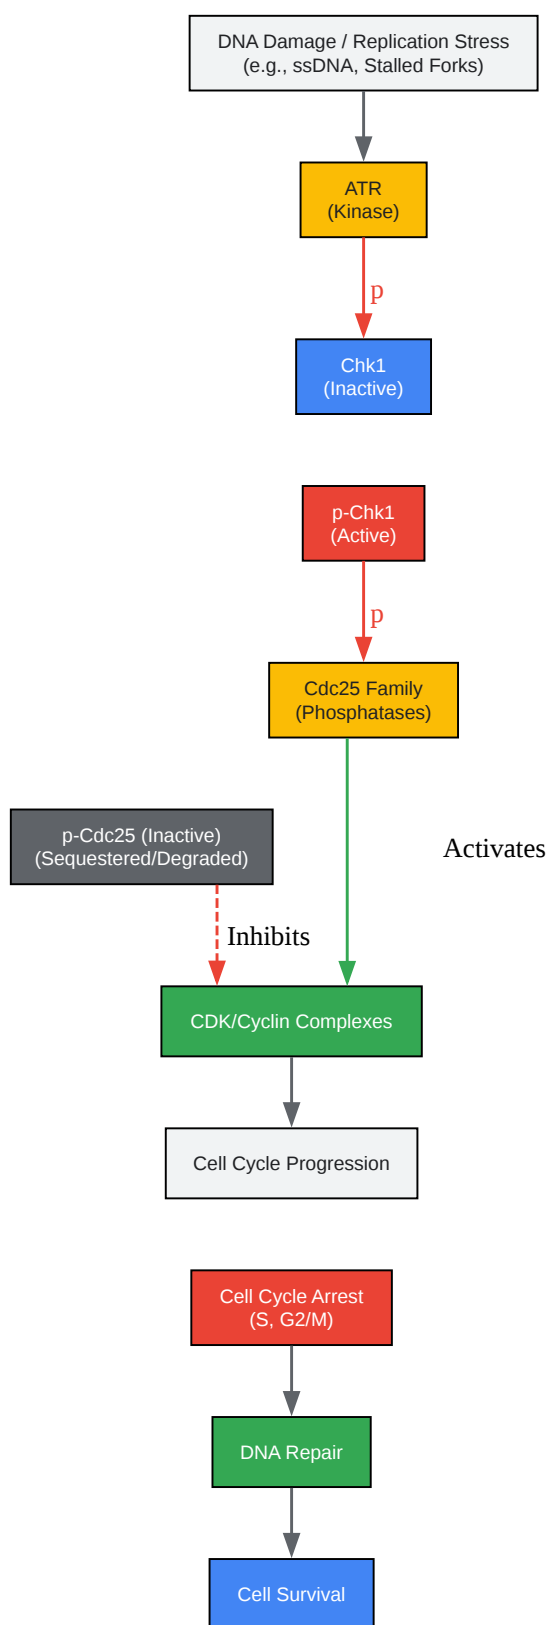 DNA Damage / Replication Stress
(e.g., ssDNA, Stalled Forks)
ATR
(Kinase)
p
Chk1
(Inactive)
p-Chk1
(Active)
p
Cdc25 Family
(Phosphatases)
p-Cdc25 (Inactive)
(Sequestered/Degraded)
Activates
Inhibits
CDK/Cyclin Complexes
Cell Cycle Progression
Cell Cycle Arrest
(S, G2/M)
DNA Repair
Cell Survival